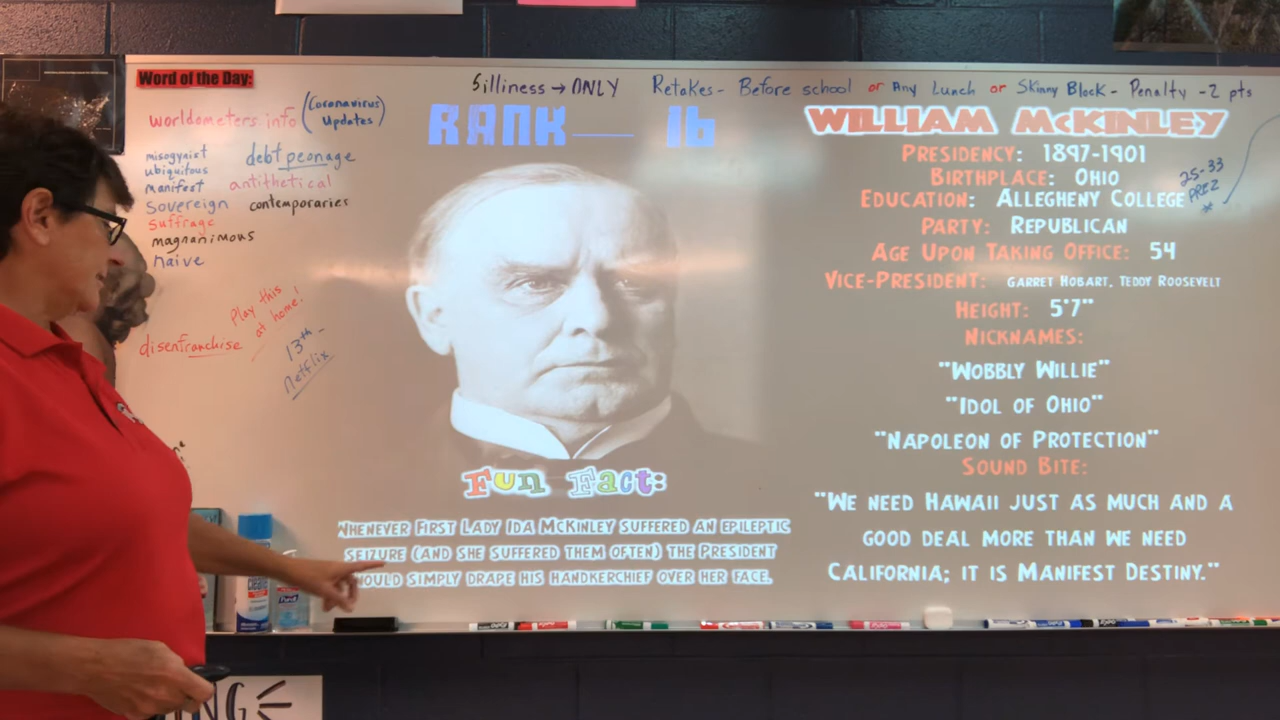 Word of the Day:
Silliness → ONLY Retakes - Before school or Any Lunch or Skinny Block - Penalty -2 pts
worldometers.info (Coronavirus Updates)
misogynist
ubiquitous
manifest
sovereign
suffrage
magnanimous
naive
debt peonage
antithetical
contemporaries
Play this
at home!
disenfranchise
13th -
Netflix
RANK 16
WILLIAM McKINLEY
PRESIDENCY: 1897-1901
BIRTHPLACE: OHIO
EDUCATION: ALLEGHENY COLLEGE
PARTY: REPUBLICAN
AGE UPON TAKING OFFICE: 54
VICE-PRESIDENT: GARRET HOBART, TEDDY ROOSEVELT
HEIGHT: 5'7"
NICKNAMES:
"WOBBLY WILLIE"
"IDOL OF OHIO"
"NAPOLEON OF PROTECTION"
SOUND BITE:
"WE NEED HAWAII JUST AS MUCH AND A
GOOD DEAL MORE THAN WE NEED
CALIFORNIA; IT IS MANIFEST DESTINY."
25-33
PREZ
*
Fun Fact:
WHENEVER FIRST LADY IDA MCKINLEY SUFFERED AN EPILEPTIC
SEIZURE (AND SHE SUFFERED THEM OFTEN) THE PRESIDENT
WOULD SIMPLY DRAPE HIS HANDKERCHIEF OVER HER FACE.
Purell